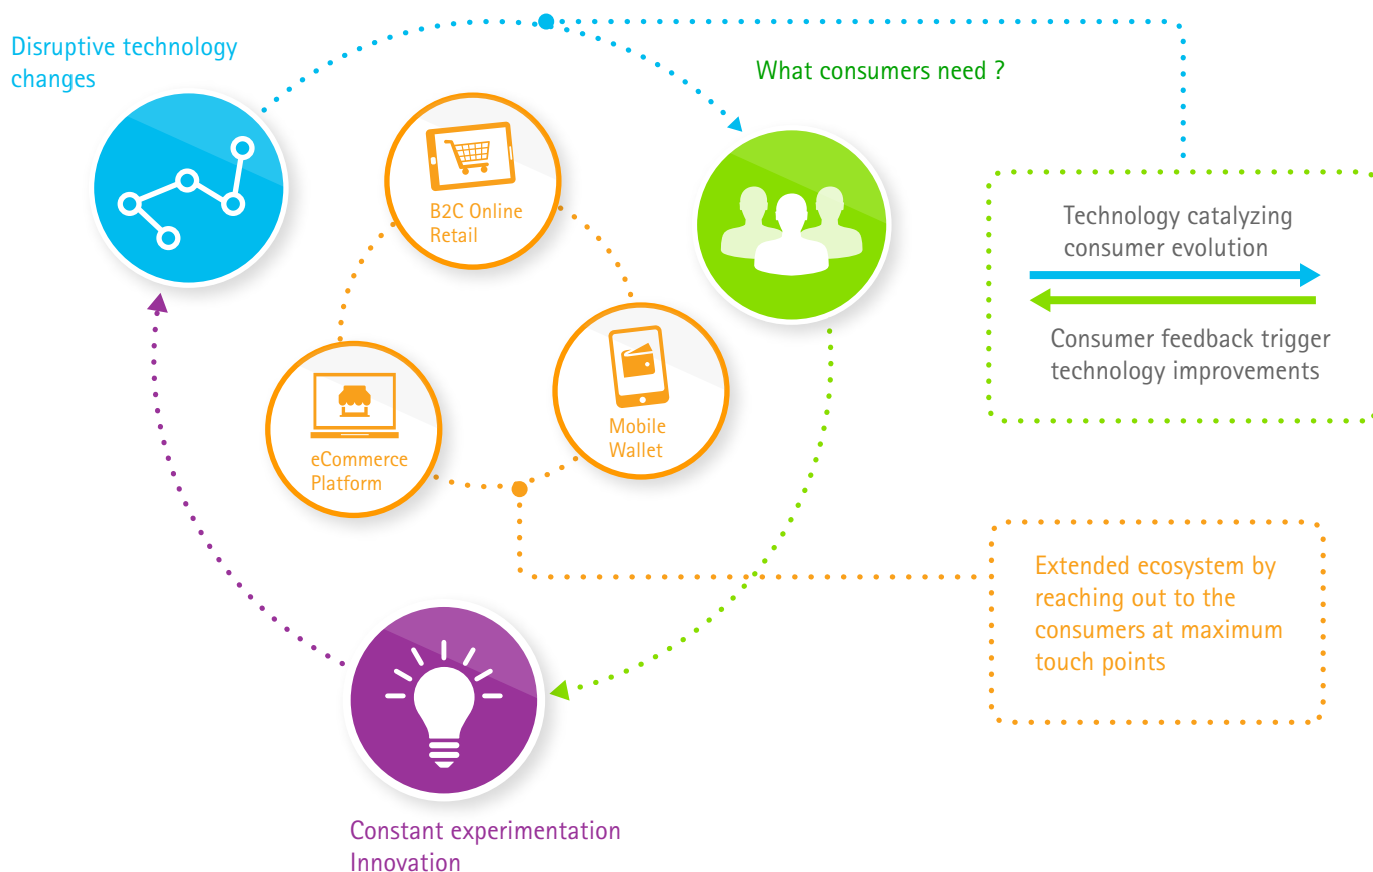 Disruptive technology
changes
What consumers need ?
B2C Online
Retail
Technology catalyzing
consumer evolution
Consumer feedback trigger
technology improvements
Mobile
Wallet
eCommerce
Platform
Extended ecosystem by
reaching out to the
consumers at maximum
touch points
Constant experimentation
Innovation